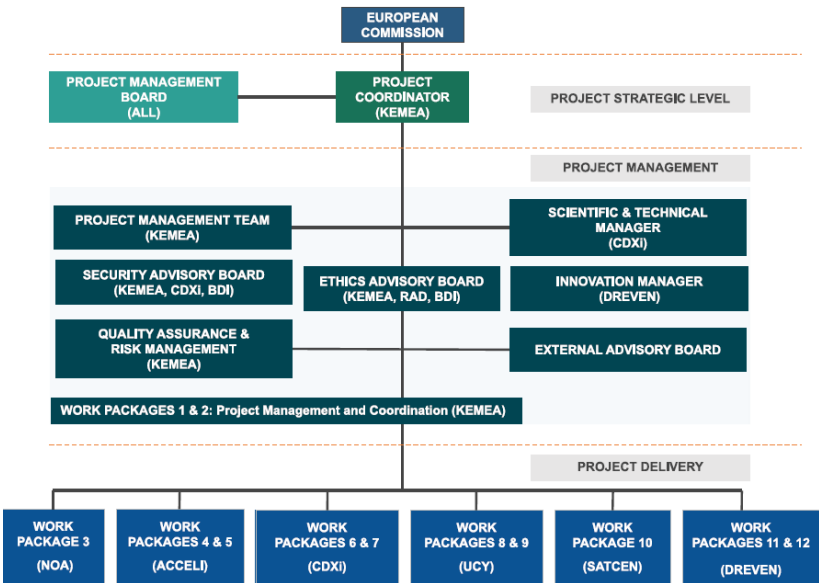 EUROPEAN
COMMISSION
PROJECT MANAGEMENT
BOARD
(ALL)
PROJECT
COORDINATOR
(KEMEA)
PROJECT STRATEGIC LEVEL
PROJECT MANAGEMENT
PROJECT MANAGEMENT TEAM
(KEMEA)
SCIENTIFIC & TECHNICAL
MANAGER
(CDXi)
SECURITY ADVISORY BOARD
(KEMEA, CDXi, BDI)
ETHICS ADVISORY BOARD
(KEMEA, RAD, BDI)
INNOVATION MANAGER
(DREVEN)
QUALITY ASSURANCE &
RISK MANAGEMENT
(KEMEA)
EXTERNAL ADVISORY BOARD
WORK PACKAGES 1 & 2: Project Management and Coordination (KEMEA)
PROJECT DELIVERY
WORK
PACKAGE 3
(NOA)
WORK
PACKAGES 4 & 5
(ACCELI)
WORK
PACKAGES 6 & 7
(CDXi)
WORK
PACKAGES 8 & 9
(UCY)
WORK
PACKAGE 10
(SATCEN)
WORK
PACKAGES 11 & 12
(DREVEN)